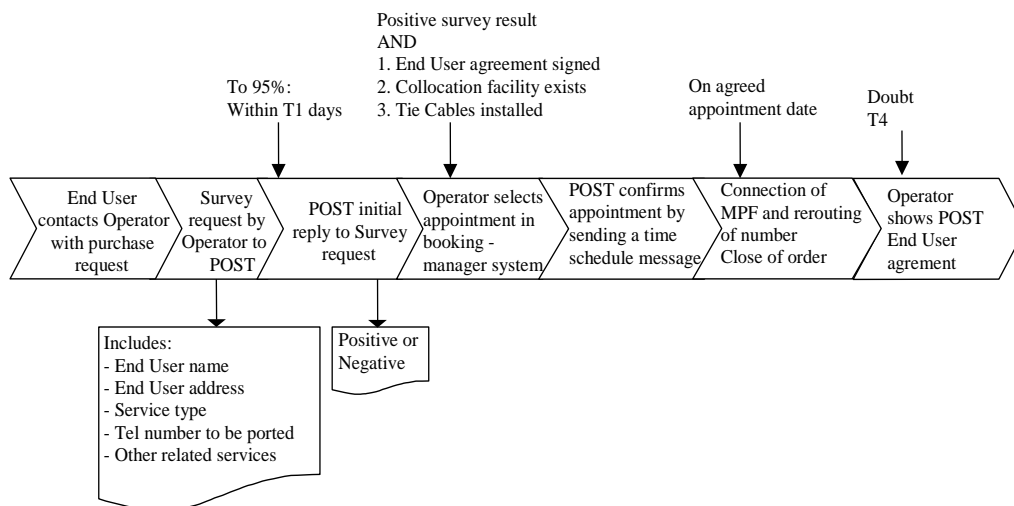 Positive survey result
AND
1. End User agreement signed
2. Collocation facility exists
3. Tie Cables installed
To 95%:
Within T1 days
On agreed
appointment date
Doubt
T4
End User
contacts Operator
with purchase
request
Survey
request by
Operator to
POST
POST initial
reply to Survey
request
Operator selects
appointment in
booking -
manager system
POST confirms
appointment by
sending a time
schedule message
Connection of
MPF and rerouting
of number
Close of order
Operator
shows POST
End User
agrement
Includes:
- End User name
- End User address
- Service type
- Tel number to be ported
- Other related services
Positive or
Negative